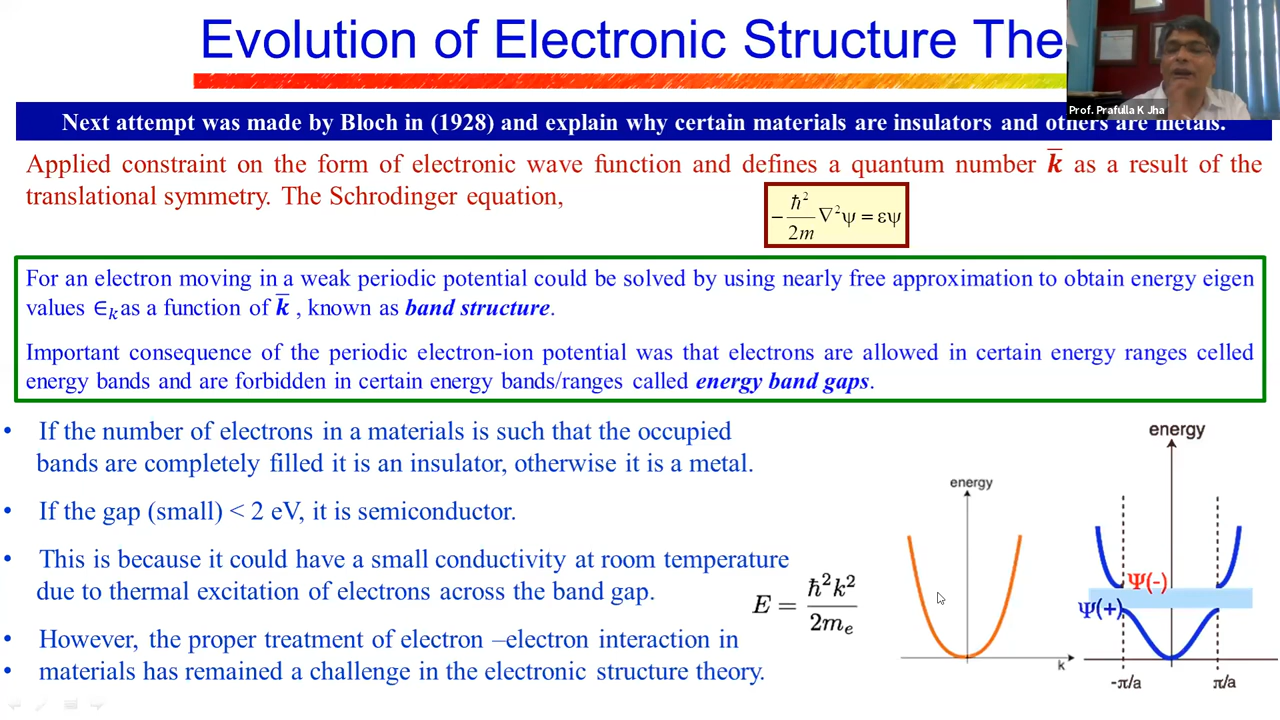 Evolution of Electronic Structure The
Prof. Prafulla K Jha
Next attempt was made by Bloch in (1928) and explain why certain materials are insulators and others are metals.
Applied constraint on the form of electronic wave function and defines a quantum number k̅ as a result of the
translational symmetry. The Schrodinger equation,
−ħ²/2m ∇²ψ = εψ
For an electron moving in a weak periodic potential could be solved by using nearly free approximation to obtain energy eigen
values ∈ₖ as a function of k̅ , known as band structure.
Important consequence of the periodic electron-ion potential was that electrons are allowed in certain energy ranges celled
energy bands and are forbidden in certain energy bands/ranges called energy band gaps.
• If the number of electrons in a materials is such that the occupied
bands are completely filled it is an insulator, otherwise it is a metal.
• If the gap (small) < 2 eV, it is semiconductor.
• This is because it could have a small conductivity at room temperature
due to thermal excitation of electrons across the band gap.
• However, the proper treatment of electron –electron interaction in
• materials has remained a challenge in the electronic structure theory.
E = ħ²k²/2mₑ
energy
k
energy
Ψ(-)
Ψ(+)
-π/a
π/a